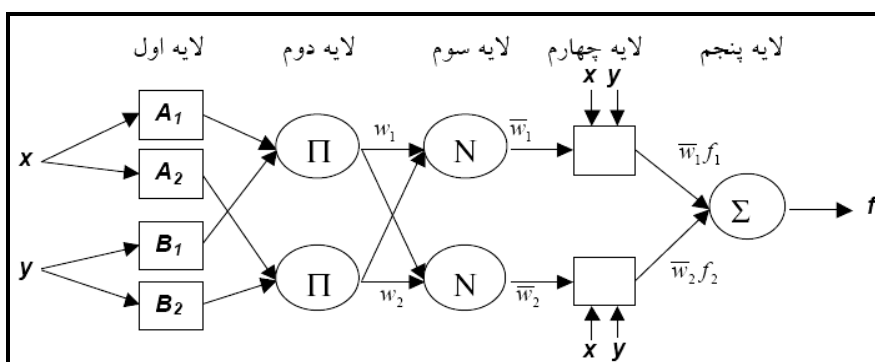 لایه اول لایه دوم لایه سوم لایه چهارم لایه پنجم
x y
A₁
x
A₂
B₁
y
B₂
Π
Π
w₁
w₂
N
N
w̅₁
w̅₂
w̅₁f₁
w̅₂f₂
Σ
f
x y